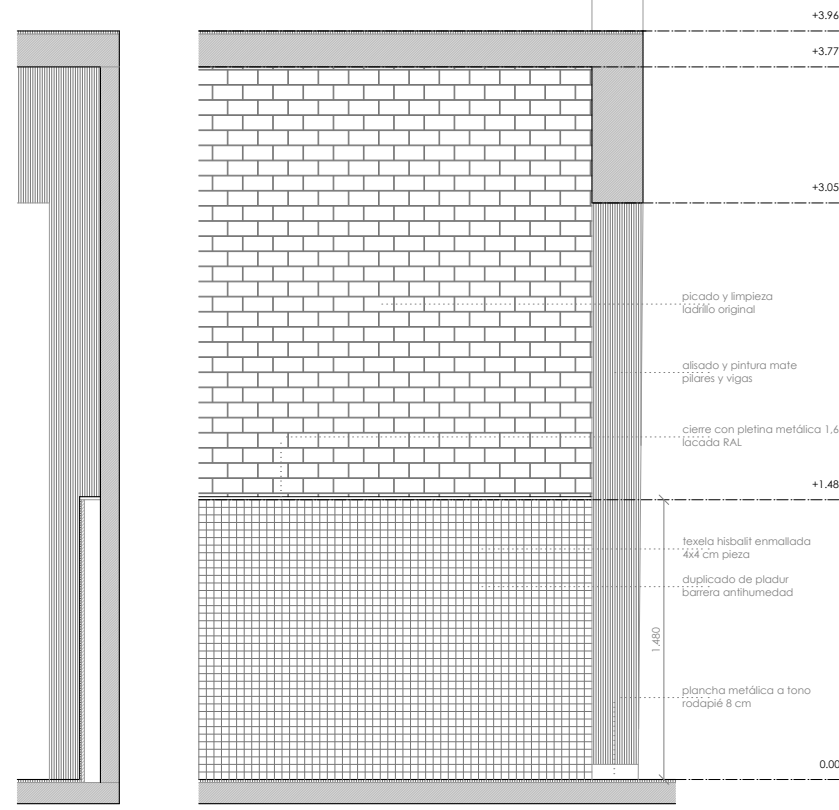 +3.96
+3.77
+3.05
picado y limpieza
ladrillo original
alisado y pintura mate
pilares y vigas
cierre con pletina metálica 1,6
lacada RAL
+1.48
texela hisbalit enmallada
4x4 cm pieza
duplicado de pladur
barrera antihumedad
1.480
plancha metálica a tono
rodapié 8 cm
0.00